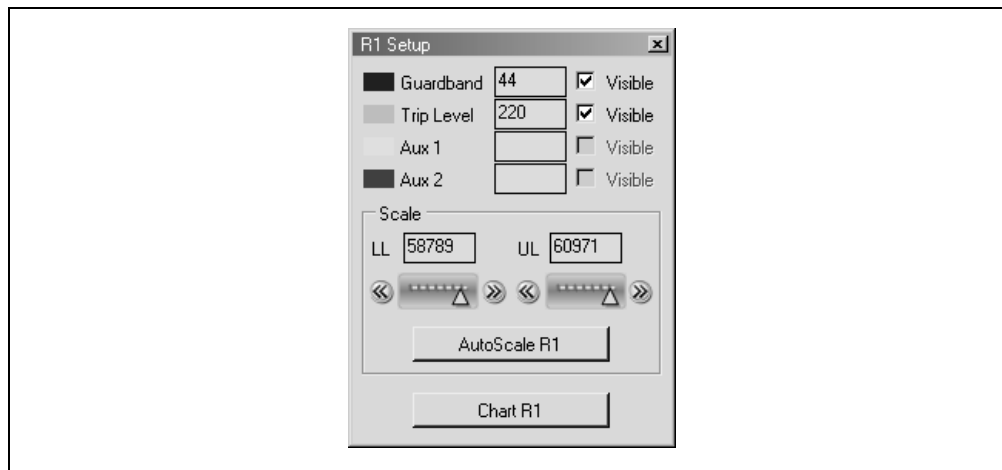 R1 Setup
Guardband 44 Visible
Trip Level 220 Visible
Aux 1 Visible
Aux 2 Visible
Scale
LL 58789 UL 60971
AutoScale R1
Chart R1